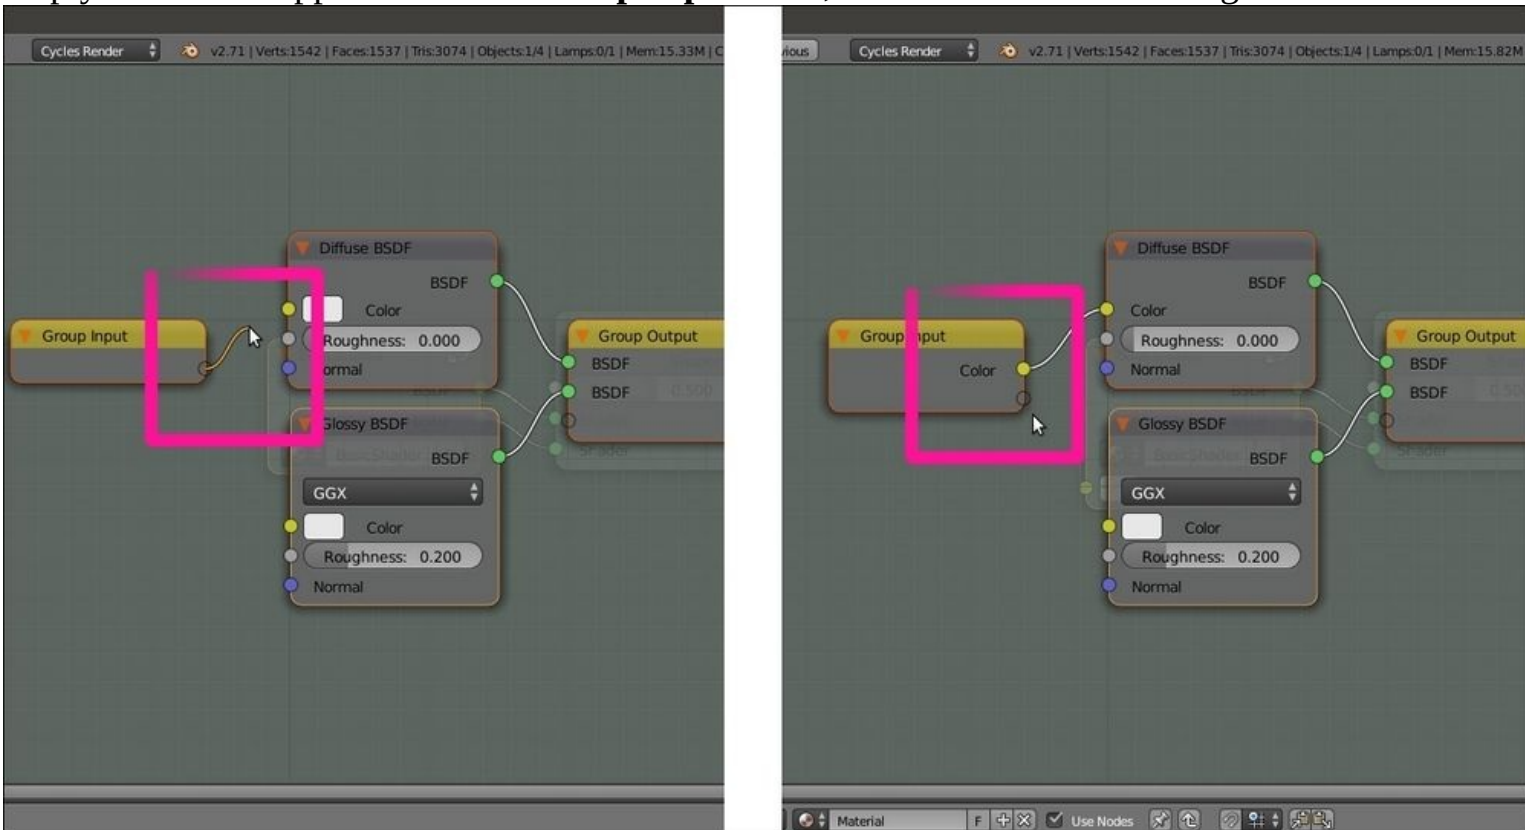 Cycles Render v2.71 | Verts:1542 | Faces:1537 | Tris:3074 | Objects:1/4 | Lamps:0/1 | Mem:15.33M | C
Diffuse BSDF
BSDF
Color
Group Input
Roughness: 0.000
Group Output
BSDF
ormal
BSDF
Glossy BSDF
BSDF
GGX
Color
Roughness: 0.200
Normal
vious Cycles Render v2.71 | Verts:1542 | Faces:1537 | Tris:3074 | Objects:1/4 | Lamps:0/1 | Mem:15.82M
Diffuse BSDF
BSDF
Color
Group Input
Roughness: 0.000
Group Output
Color
Normal
BSDF
BSDF
Glossy BSDF
BSDF
GGX
Color
Roughness: 0.200
Normal
Material F Use Nodes